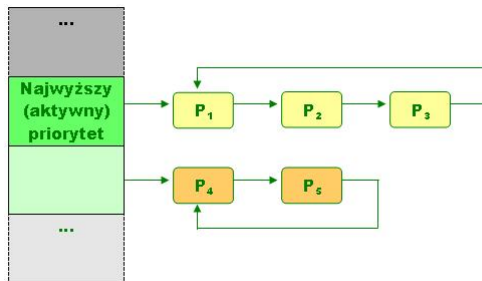 ...
Najwyższy
(aktywny)
priorytet
P1 P2 P3
P4 P5
...